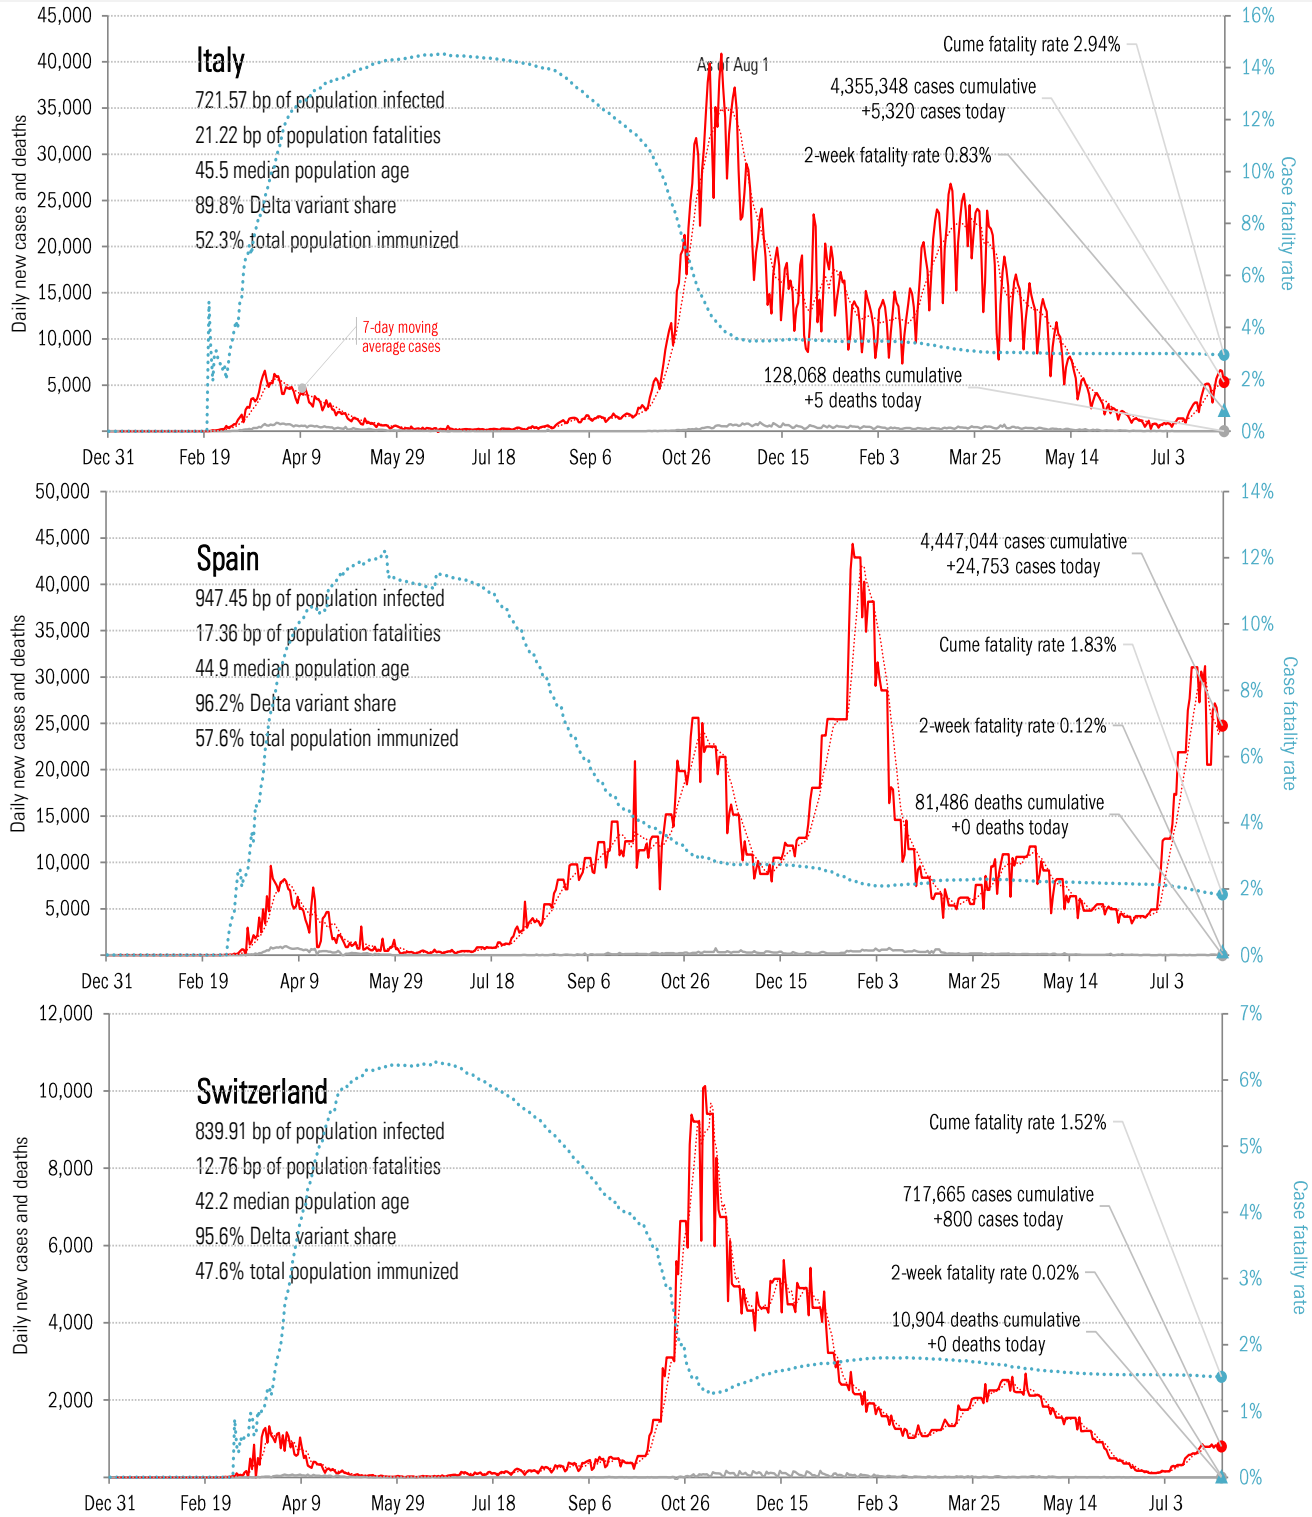 45,000
40,000
35,000
30,000
25,000
20,000
15,000
10,000
5,000
Daily new cases and deaths
16%
14%
12%
10%
8%
6%
4%
2%
0%
Case fatality rate
Italy
721.57 bp of population infected
21.22 bp of population fatalities
45.5 median population age
89.8% Delta variant share
52.3% total population immunized
7-day moving
average cases
As of Aug 1
Cume fatality rate 2.94%
4,355,348 cases cumulative
+5,320 cases today
2-week fatality rate 0.83%
128,068 deaths cumulative
+5 deaths today
Dec 31 Feb 19 Apr 9 May 29 Jul 18 Sep 6 Oct 26 Dec 15 Feb 3 Mar 25 May 14 Jul 3
50,000
45,000
40,000
35,000
30,000
25,000
20,000
15,000
10,000
5,000
Daily new cases and deaths
14%
12%
10%
8%
6%
4%
2%
0%
Case fatality rate
Spain
947.45 bp of population infected
17.36 bp of population fatalities
44.9 median population age
96.2% Delta variant share
57.6% total population immunized
4,447,044 cases cumulative
+24,753 cases today
Cume fatality rate 1.83%
2-week fatality rate 0.12%
81,486 deaths cumulative
+0 deaths today
Dec 31 Feb 19 Apr 9 May 29 Jul 18 Sep 6 Oct 26 Dec 15 Feb 3 Mar 25 May 14 Jul 3
12,000
10,000
8,000
6,000
4,000
2,000
Daily new cases and deaths
7%
6%
5%
4%
3%
2%
1%
0%
Case fatality rate
Switzerland
839.91 bp of population infected
12.76 bp of population fatalities
42.2 median population age
95.6% Delta variant share
47.6% total population immunized
Cume fatality rate 1.52%
717,665 cases cumulative
+800 cases today
2-week fatality rate 0.02%
10,904 deaths cumulative
+0 deaths today
Dec 31 Feb 19 Apr 9 May 29 Jul 18 Sep 6 Oct 26 Dec 15 Feb 3 Mar 25 May 14 Jul 3